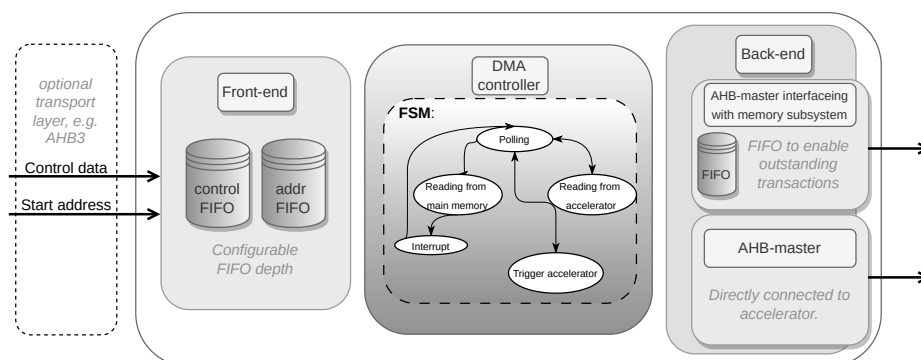 optional
transport
layer, e.g.
AHB3
Control data
Start address
Front-end
control
FIFO
addr
FIFO
Configurable
FIFO depth
DMA
controller
FSM:
Polling
Reading from
main memory
Reading from
accelerator
Interrupt
Trigger accelerator
Back-end
AHB-master interfaceing
with memory subsystem
FIFO
FIFO to enable
outstanding
transactions
AHB-master
Directly connected to
accelerator.